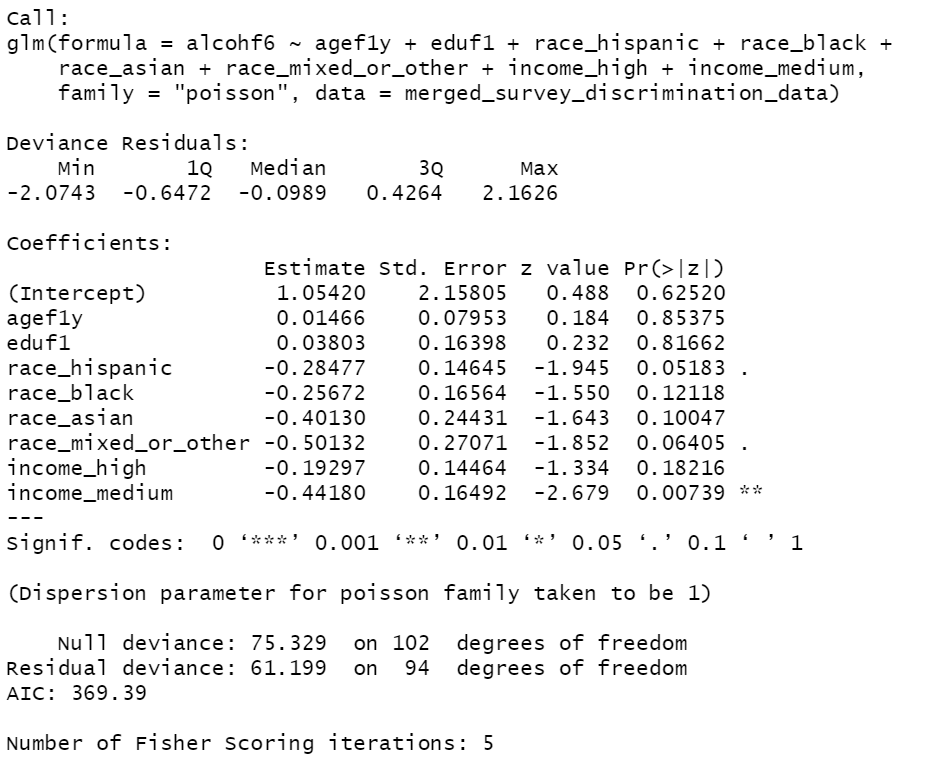 Call:
glm(formula = alcohf6 ~ agef1y + eduf1 + race_hispanic + race_black +
    race_asian + race_mixed_or_other + income_high + income_medium,
    family = "poisson", data = merged_survey_discrimination_data)

Deviance Residuals:
    Min       1Q   Median       3Q      Max
-2.0743  -0.6472  -0.0989   0.4264   2.1626

Coefficients:
                    Estimate Std. Error z value Pr(>|z|)
(Intercept)          1.05420    2.15805   0.488  0.62520
agef1y               0.01466    0.07953   0.184  0.85375
eduf1                0.03803    0.16398   0.232  0.81662
race_hispanic       -0.28477    0.14645  -1.945  0.05183 .
race_black          -0.25672    0.16564  -1.550  0.12118
race_asian          -0.40130    0.24431  -1.643  0.10047
race_mixed_or_other -0.50132    0.27071  -1.852  0.06405 .
income_high         -0.19297    0.14464  -1.334  0.18216
income_medium       -0.44180    0.16492  -2.679  0.00739 **
---
Signif. codes:  0 ‘***’ 0.001 ‘**’ 0.01 ‘*’ 0.05 ‘.’ 0.1 ‘ ’ 1

(Dispersion parameter for poisson family taken to be 1)

    Null deviance: 75.329  on 102  degrees of freedom
Residual deviance: 61.199  on  94  degrees of freedom
AIC: 369.39

Number of Fisher Scoring iterations: 5